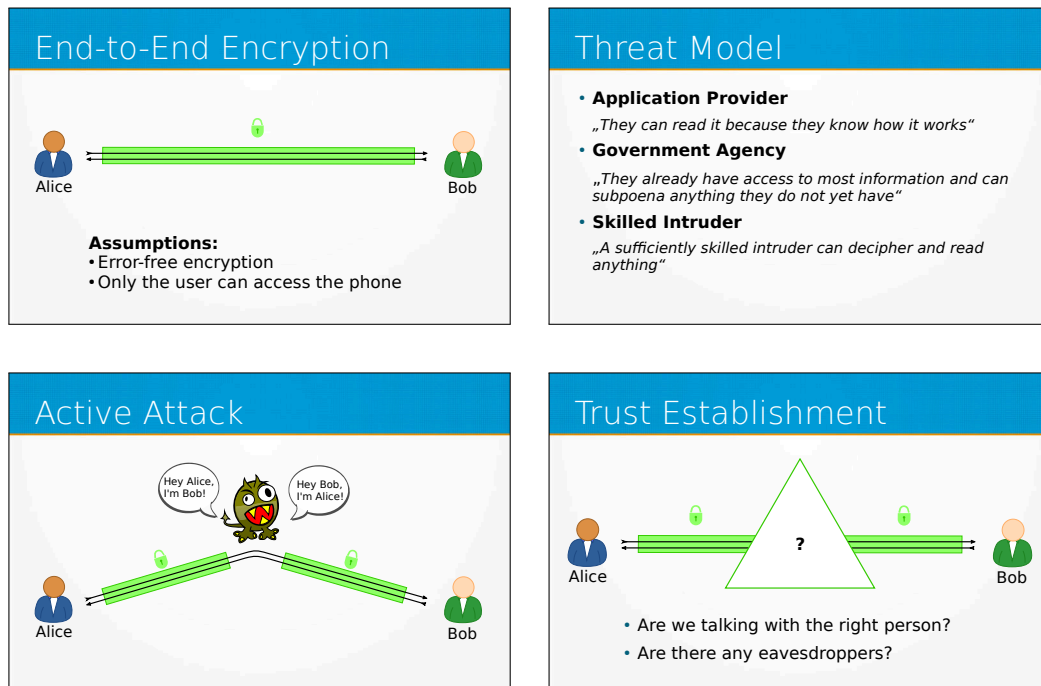 End-to-End Encryption
Alice
Bob
Assumptions:
•Error-free encryption
•Only the user can access the phone
Threat Model
• Application Provider
„They can read it because they know how it works“
• Government Agency
„They already have access to most information and can
subpoena anything they do not yet have“
• Skilled Intruder
„A sufficiently skilled intruder can decipher and read
anything“
Active Attack
Hey Alice,
I'm Bob!
Hey Bob,
I'm Alice!
Alice
Bob
Trust Establishment
?
Alice
Bob
• Are we talking with the right person?
• Are there any eavesdroppers?